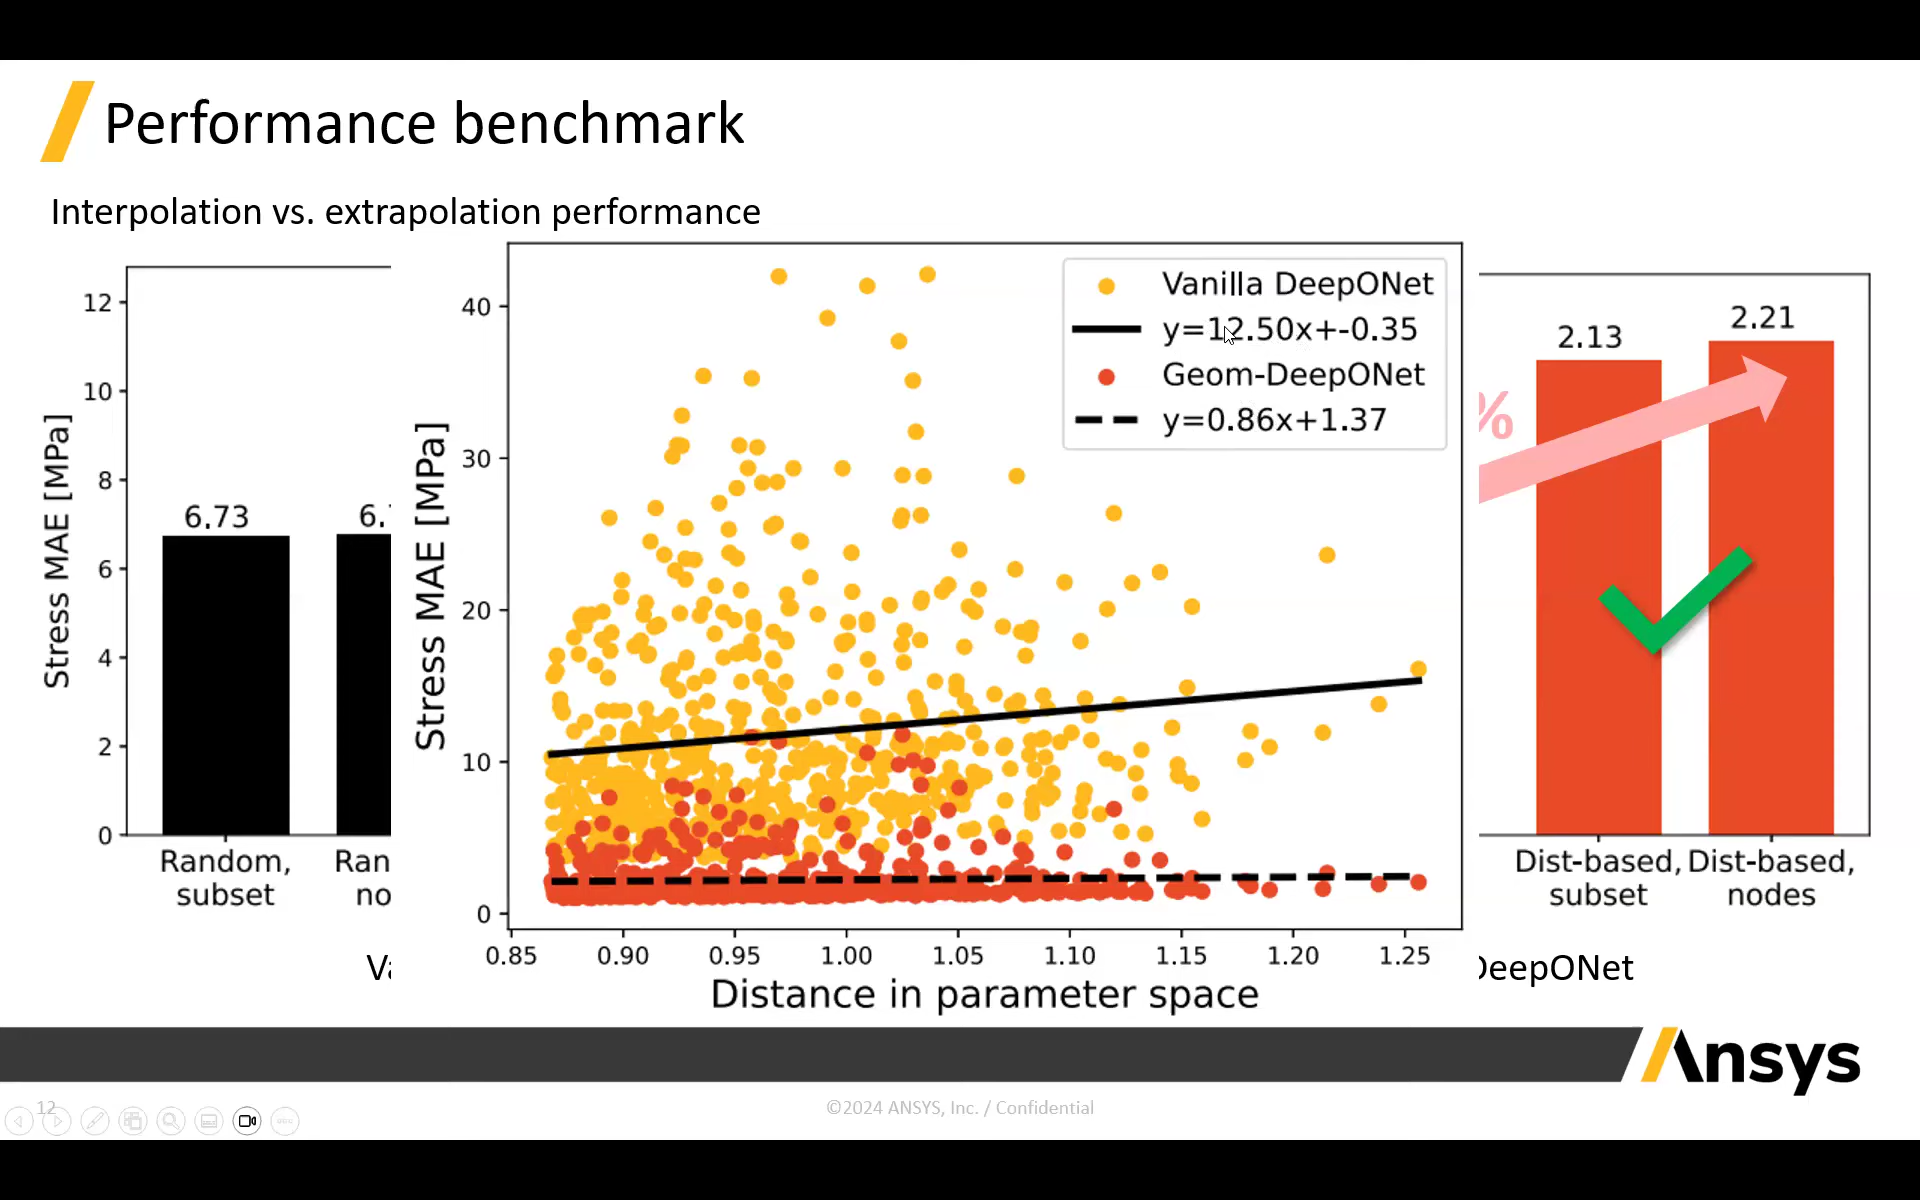 Performance benchmark
Interpolation vs. extrapolation performance
12
10
8
6
4
2
0
Stress MAE [MPa]
6.73
Random,
subset
40
30
20
10
0
Stress MAE [MPa]
Vanilla DeepONet
y=12.50x+-0.35
Geom-DeepONet
y=0.86x+1.37
0.85 0.90 0.95 1.00 1.05 1.10 1.15 1.20 1.25
Distance in parameter space
%
2.13
2.21
Dist-based,
subset
Dist-based,
nodes
DeepONet
Ansys
12
©2024 ANSYS, Inc. / Confidential